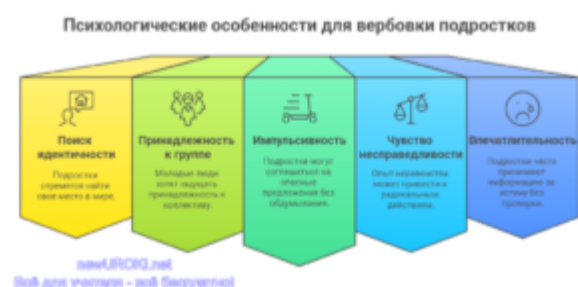 Психологические особенности для вербовки подростков
Поиск
идентичности
Подростки
стремятся найти
свое место в мире.
Принадлежность
к группе
Молодые люди
хотят ощущать
принадлежность к
коллективу.
Импульсивность
Подростки могут
соглашаться на
опасные
предложения без
обдумывания.
Чувство
несправедливости
Опыт неравенства
может привести к
радикальным
действиям.
Впечатлительность
Подростки часто
принимают
информацию за
истину без
проверки.
newUROKI.net
Всё для учителя - всё бесплатно!